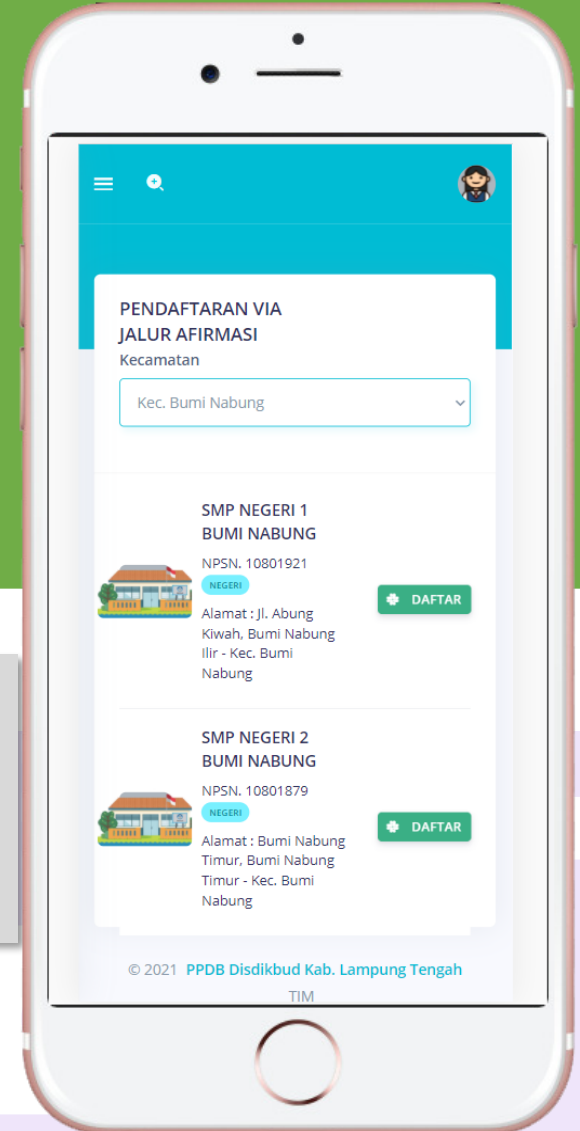 PENDAFTARAN VIA
JALUR AFIRMASI
Kecamatan
Kec. Bumi Nabung
SMP NEGERI 1
BUMI NABUNG
NPSN. 10801921
NEGERI
Alamat : Jl. Abung
Kiwah, Bumi Nabung
Ilir - Kec. Bumi
Nabung
DAFTAR
SMP NEGERI 2
BUMI NABUNG
NPSN. 10801879
NEGERI
Alamat : Bumi Nabung
Timur, Bumi Nabung
Timur - Kec. Bumi
Nabung
DAFTAR
© 2021 PPDB Disdikbud Kab. Lampung Tengah
TIM